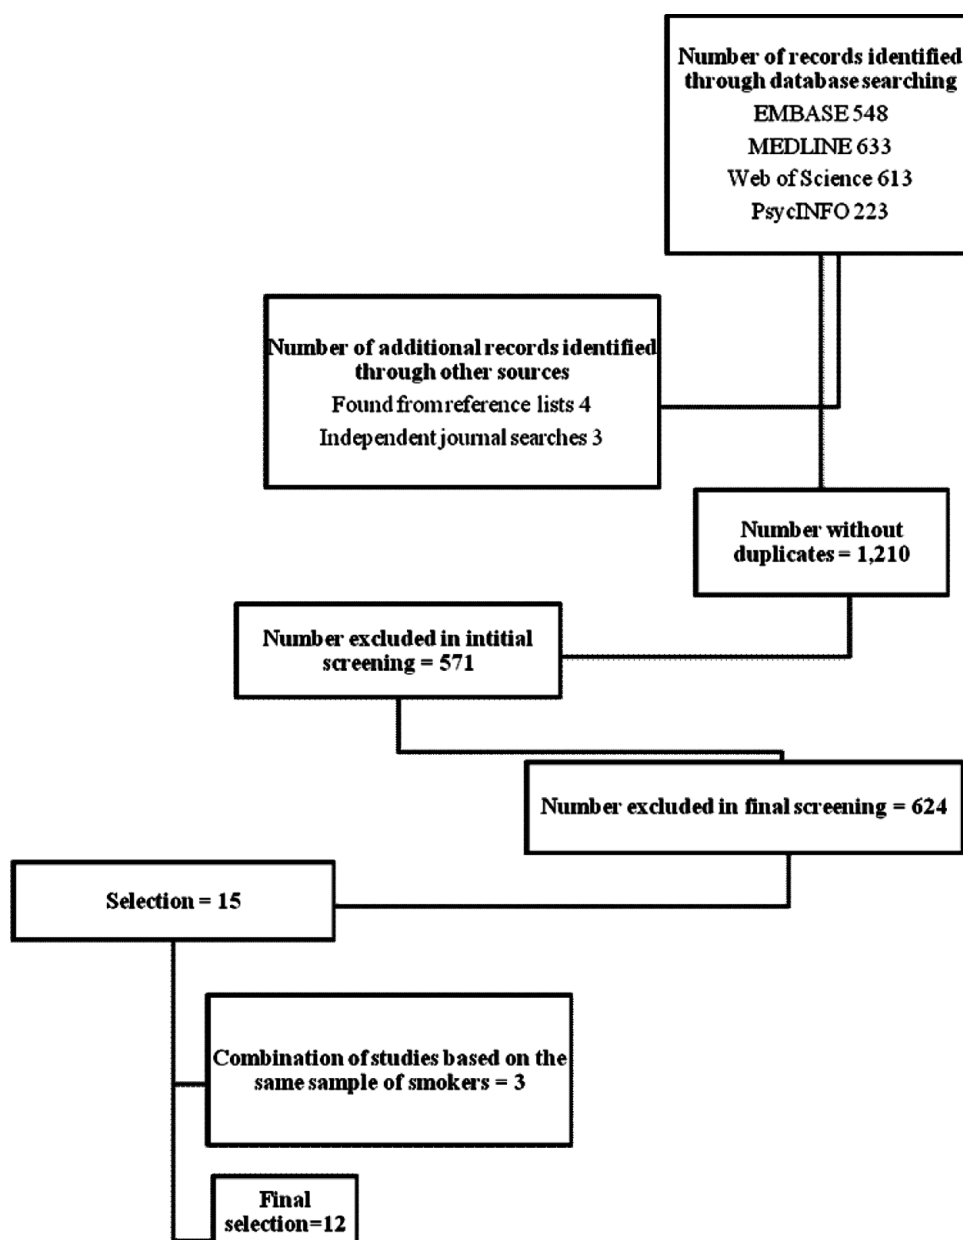 Number of records identified
through database searching
EMBASE 548
MEDLINE 633
Web of Science 613
PsycINFO 223
Number of additional records identified
through other sources
Found from reference lists 4
Independent journal searches 3
Number without
duplicates = 1,210
Number excluded in intitial
screening = 571
Number excluded in final screening = 624
Selection = 15
Combination of studies based on the
same sample of smokers = 3
Final
selection=12